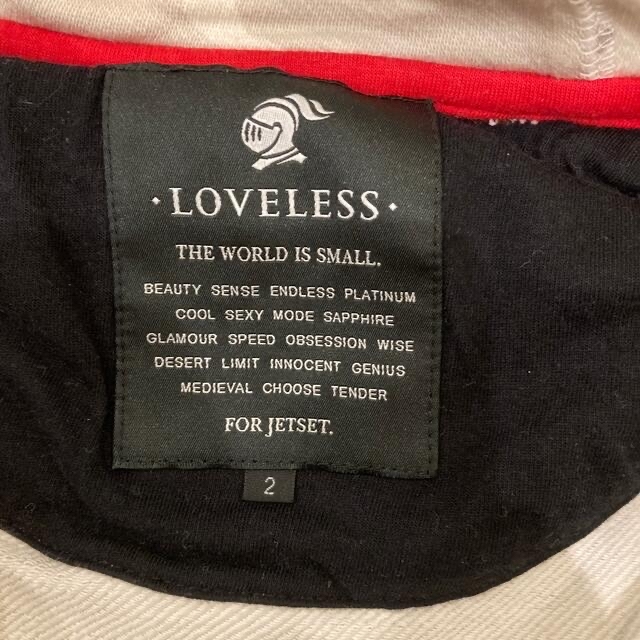 · LOVELESS ·
THE WORLD IS SMALL.
BEAUTY SENSE ENDLESS PLATINUM
COOL SEXY MODE SAPPHIRE
GLAMOUR SPEED OBSESSION WISE
DESERT LIMIT INNOCENT GENIUS
MEDIEVAL CHOOSE TENDER
FOR JETSET.
2